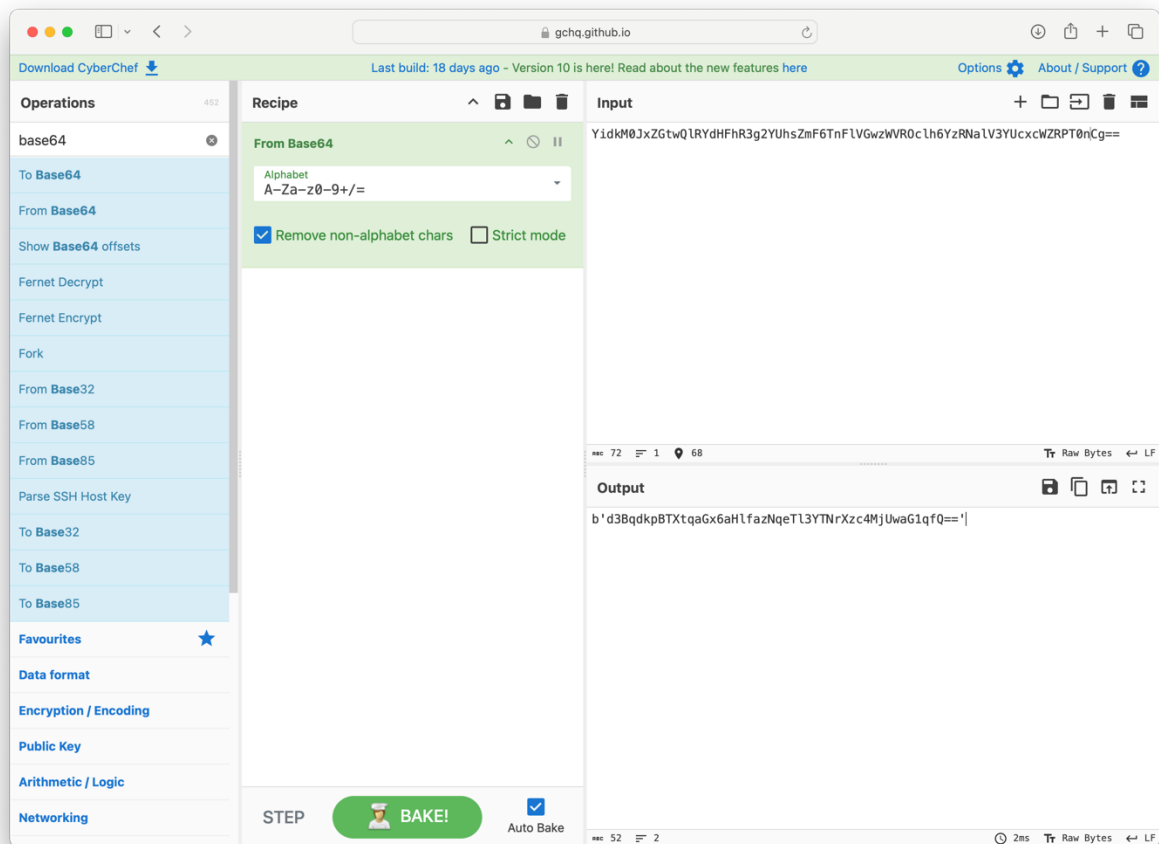 gchq.github.io
Download CyberChef
Last build: 18 days ago - Version 10 is here! Read about the new features here
Options
About / Support
Operations
452
base64
To Base64
From Base64
Show Base64 offsets
Fernet Decrypt
Fernet Encrypt
Fork
From Base32
From Base58
From Base85
Parse SSH Host Key
To Base32
To Base58
To Base85
Favourites
Data format
Encryption / Encoding
Public Key
Arithmetic / Logic
Networking
Recipe
From Base64
Alphabet
A-Za-z0-9+/=
Remove non-alphabet chars
Strict mode
STEP
BAKE!
Auto Bake
Input
YidkM0JxZGtwQlRYdHFhR3g2YUhsZmF6TnFlVGwzWVROclh6YzRNalV3YUcxcWZRPT0nCg==
REC 72 1 68
Tr Raw Bytes LF
Output
b'd3BqdkpBTXtqaGx6aHlfazNqeTl3YTNrXzc4MjUwaG1qfQ=='
REC 52 2
2ms Tr Raw Bytes LF